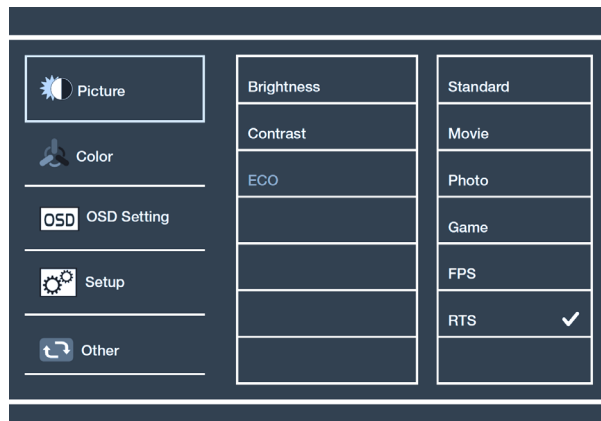 Picture
Color
OSD OSD Setting
Setup
Other
Brightness
Contrast
ECO
Standard
Movie
Photo
Game
FPS
RTS